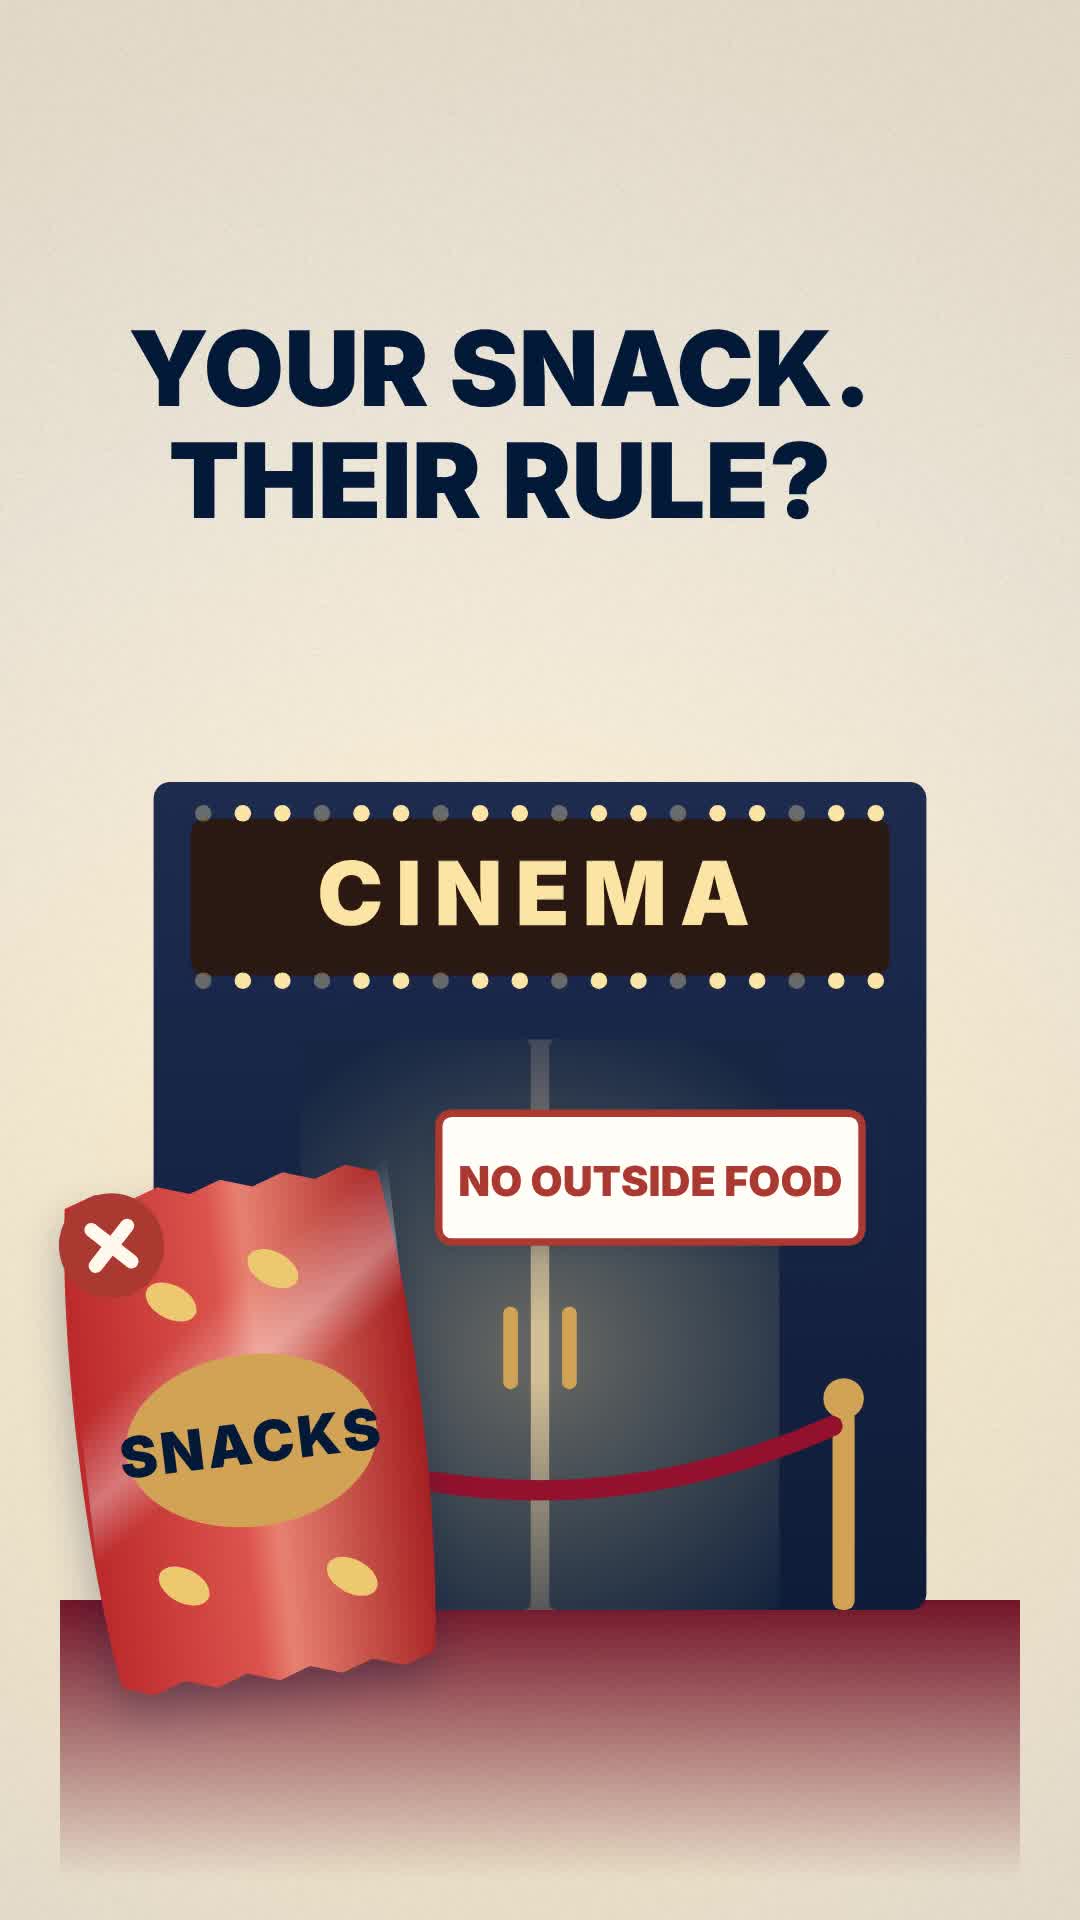 YOUR SNACK.
THEIR RULE?
CINEMA
NO OUTSIDE FOOD
SNACKS